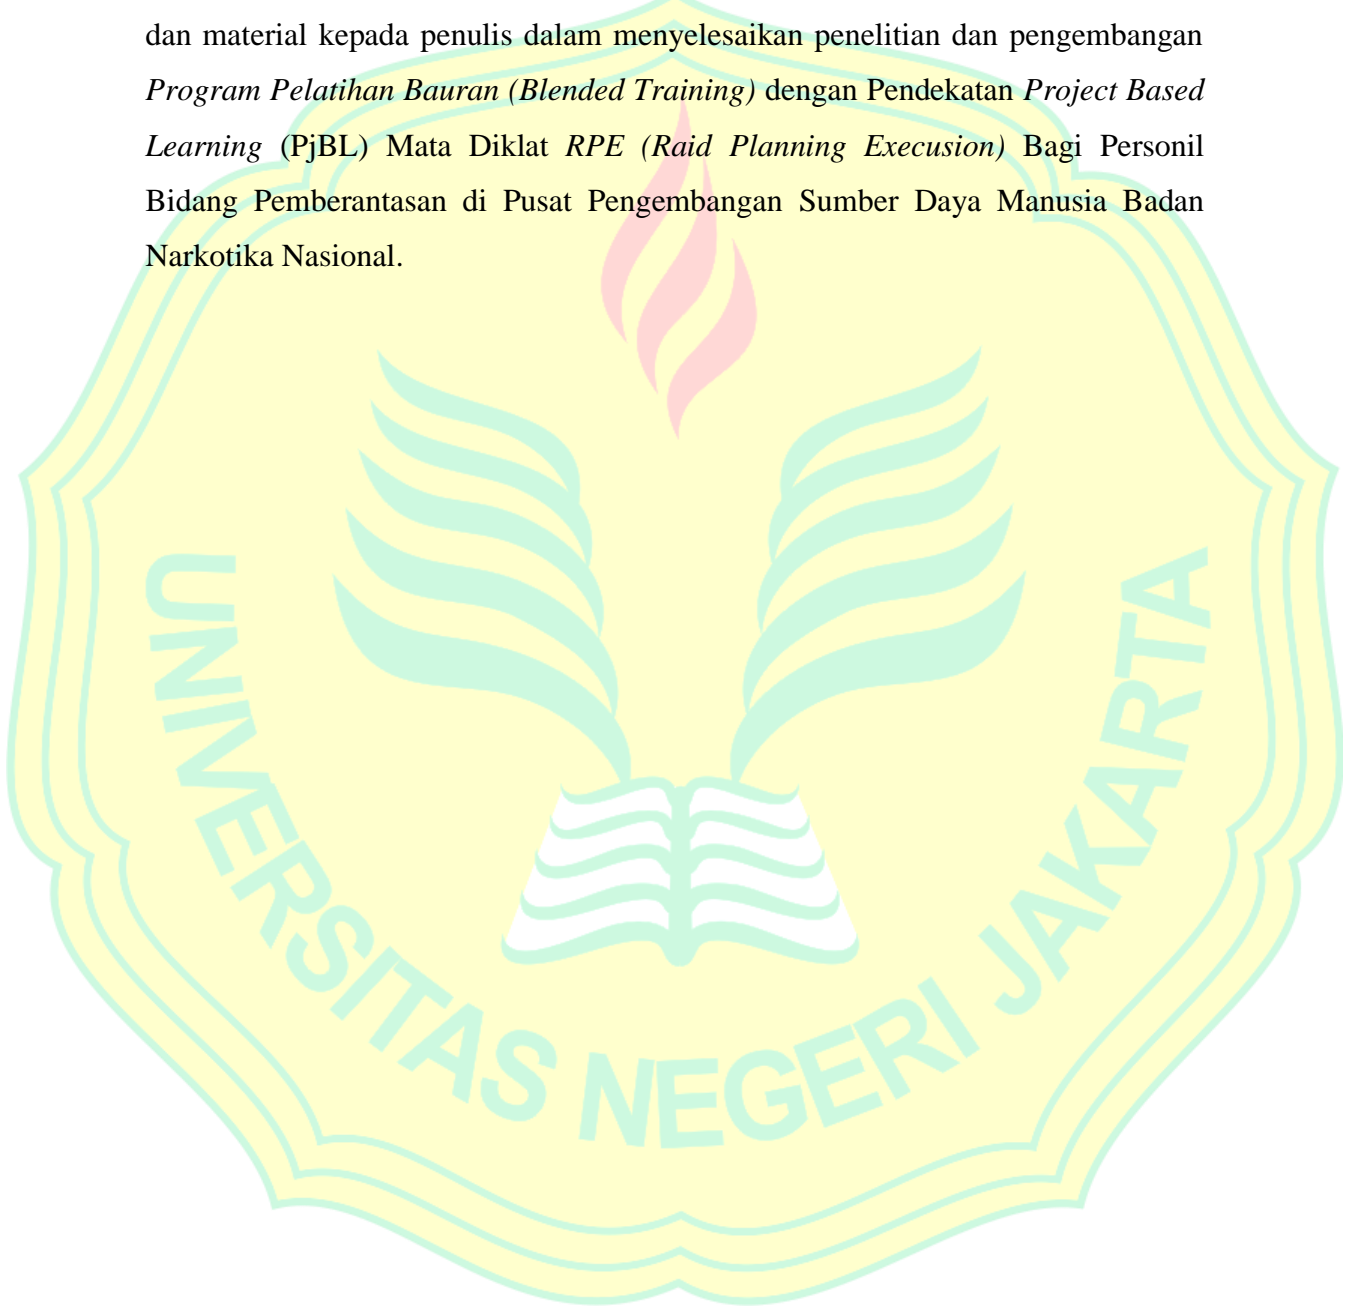 dan material kepada penulis dalam menyelesaikan penelitian dan pengembangan
Program Pelatihan Bauran (Blended Training) dengan Pendekatan Project Based
Learning (PjBL) Mata Diklat RPE (Raid Planning Execusion) Bagi Personil
Bidang Pemberantasan di Pusat Pengembangan Sumber Daya Manusia Badan
Narkotika Nasional.
UNIVERSITAS NEGERI JAKARTA